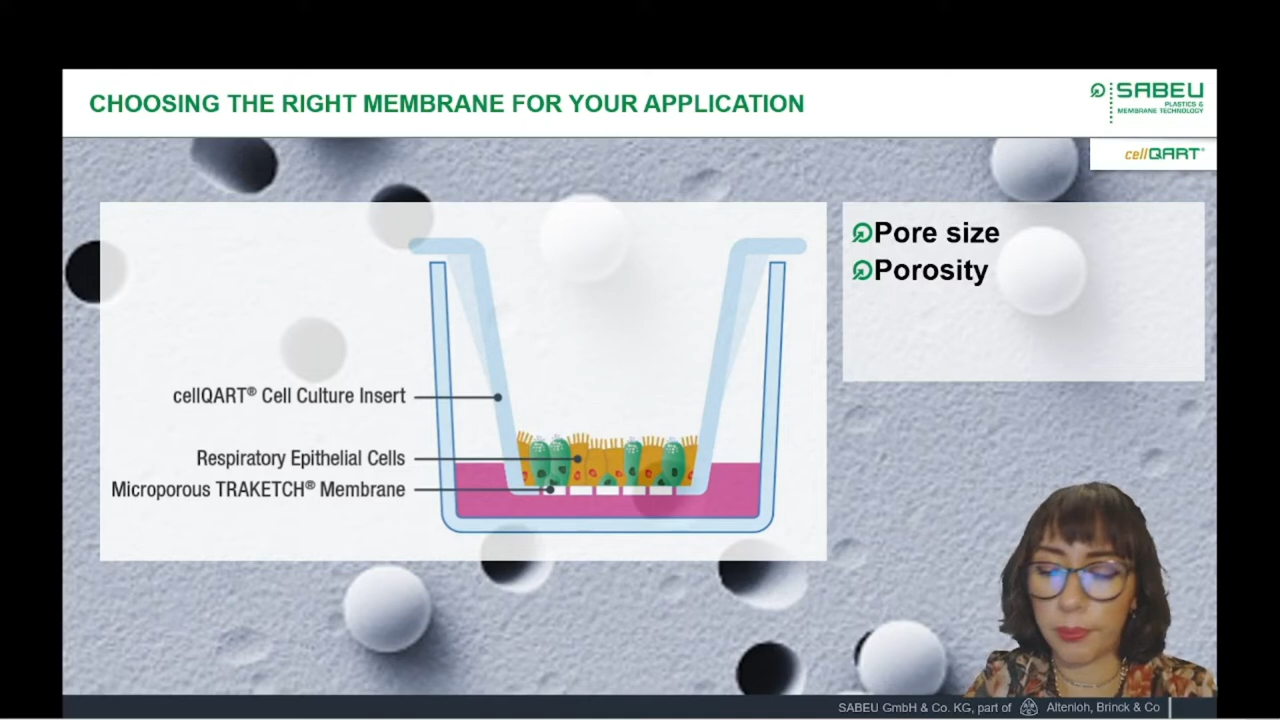 CHOOSING THE RIGHT MEMBRANE FOR YOUR APPLICATION
SABEU
PLASTICS &
MEMBRANE TECHNOLOGY
cellQART®
Pore size
Porosity
cellQART® Cell Culture Insert
Respiratory Epithelial Cells
Microporous TRAKETCH® Membrane
SABEU GmbH & Co. KG, part of Altenloh, Brinck & Co